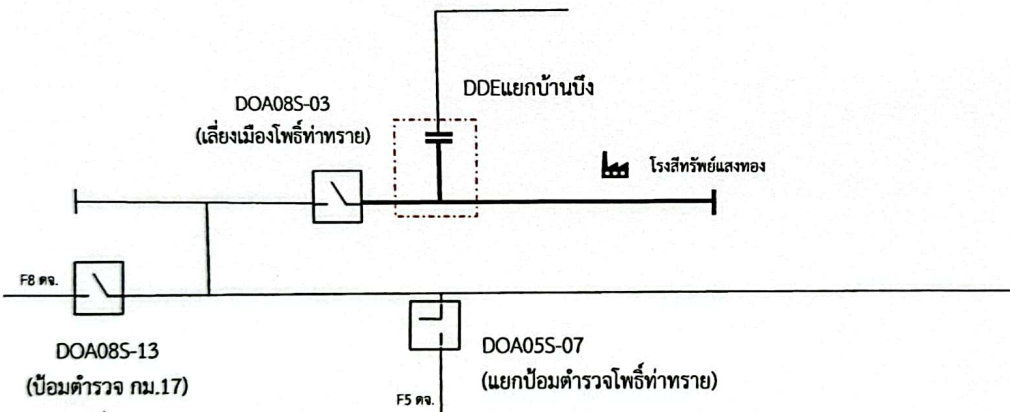 DDEแยกบ้านบึง
DOA08S-03
(เลี่ยงเมืองโพธิ์ท่าทราย)
โรงสีทรัพย์แสงทอง
F8 ดจ.
DOA08S-13
(ป้อมตำรวจ กม.17)
DOA05S-07
(แยกป้อมตำรวจโพธิ์ท่าทราย)
F5 ดจ.